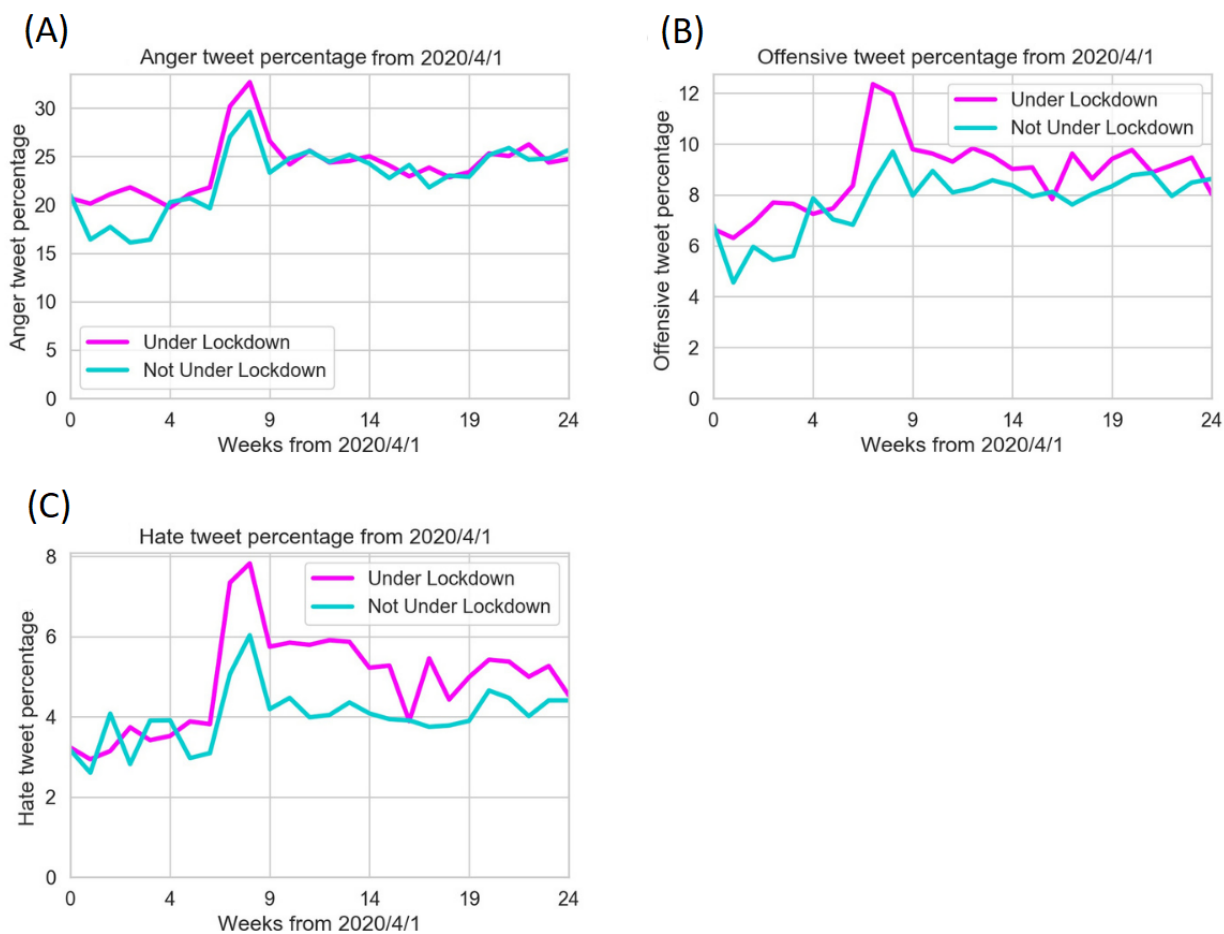 (A)
Anger tweet percentage from 2020/4/1
Anger tweet percentage
30
25
20
15
10
5
0
Under Lockdown
Not Under Lockdown
0 4 9 14 19 24
Weeks from 2020/4/1
(B)
Offensive tweet percentage from 2020/4/1
Offensive tweet percentage
12
10
8
6
4
2
0
Under Lockdown
Not Under Lockdown
0 4 9 14 19 24
Weeks from 2020/4/1
(C)
Hate tweet percentage from 2020/4/1
Hate tweet percentage
8
6
4
2
0
Under Lockdown
Not Under Lockdown
0 4 9 14 19 24
Weeks from 2020/4/1